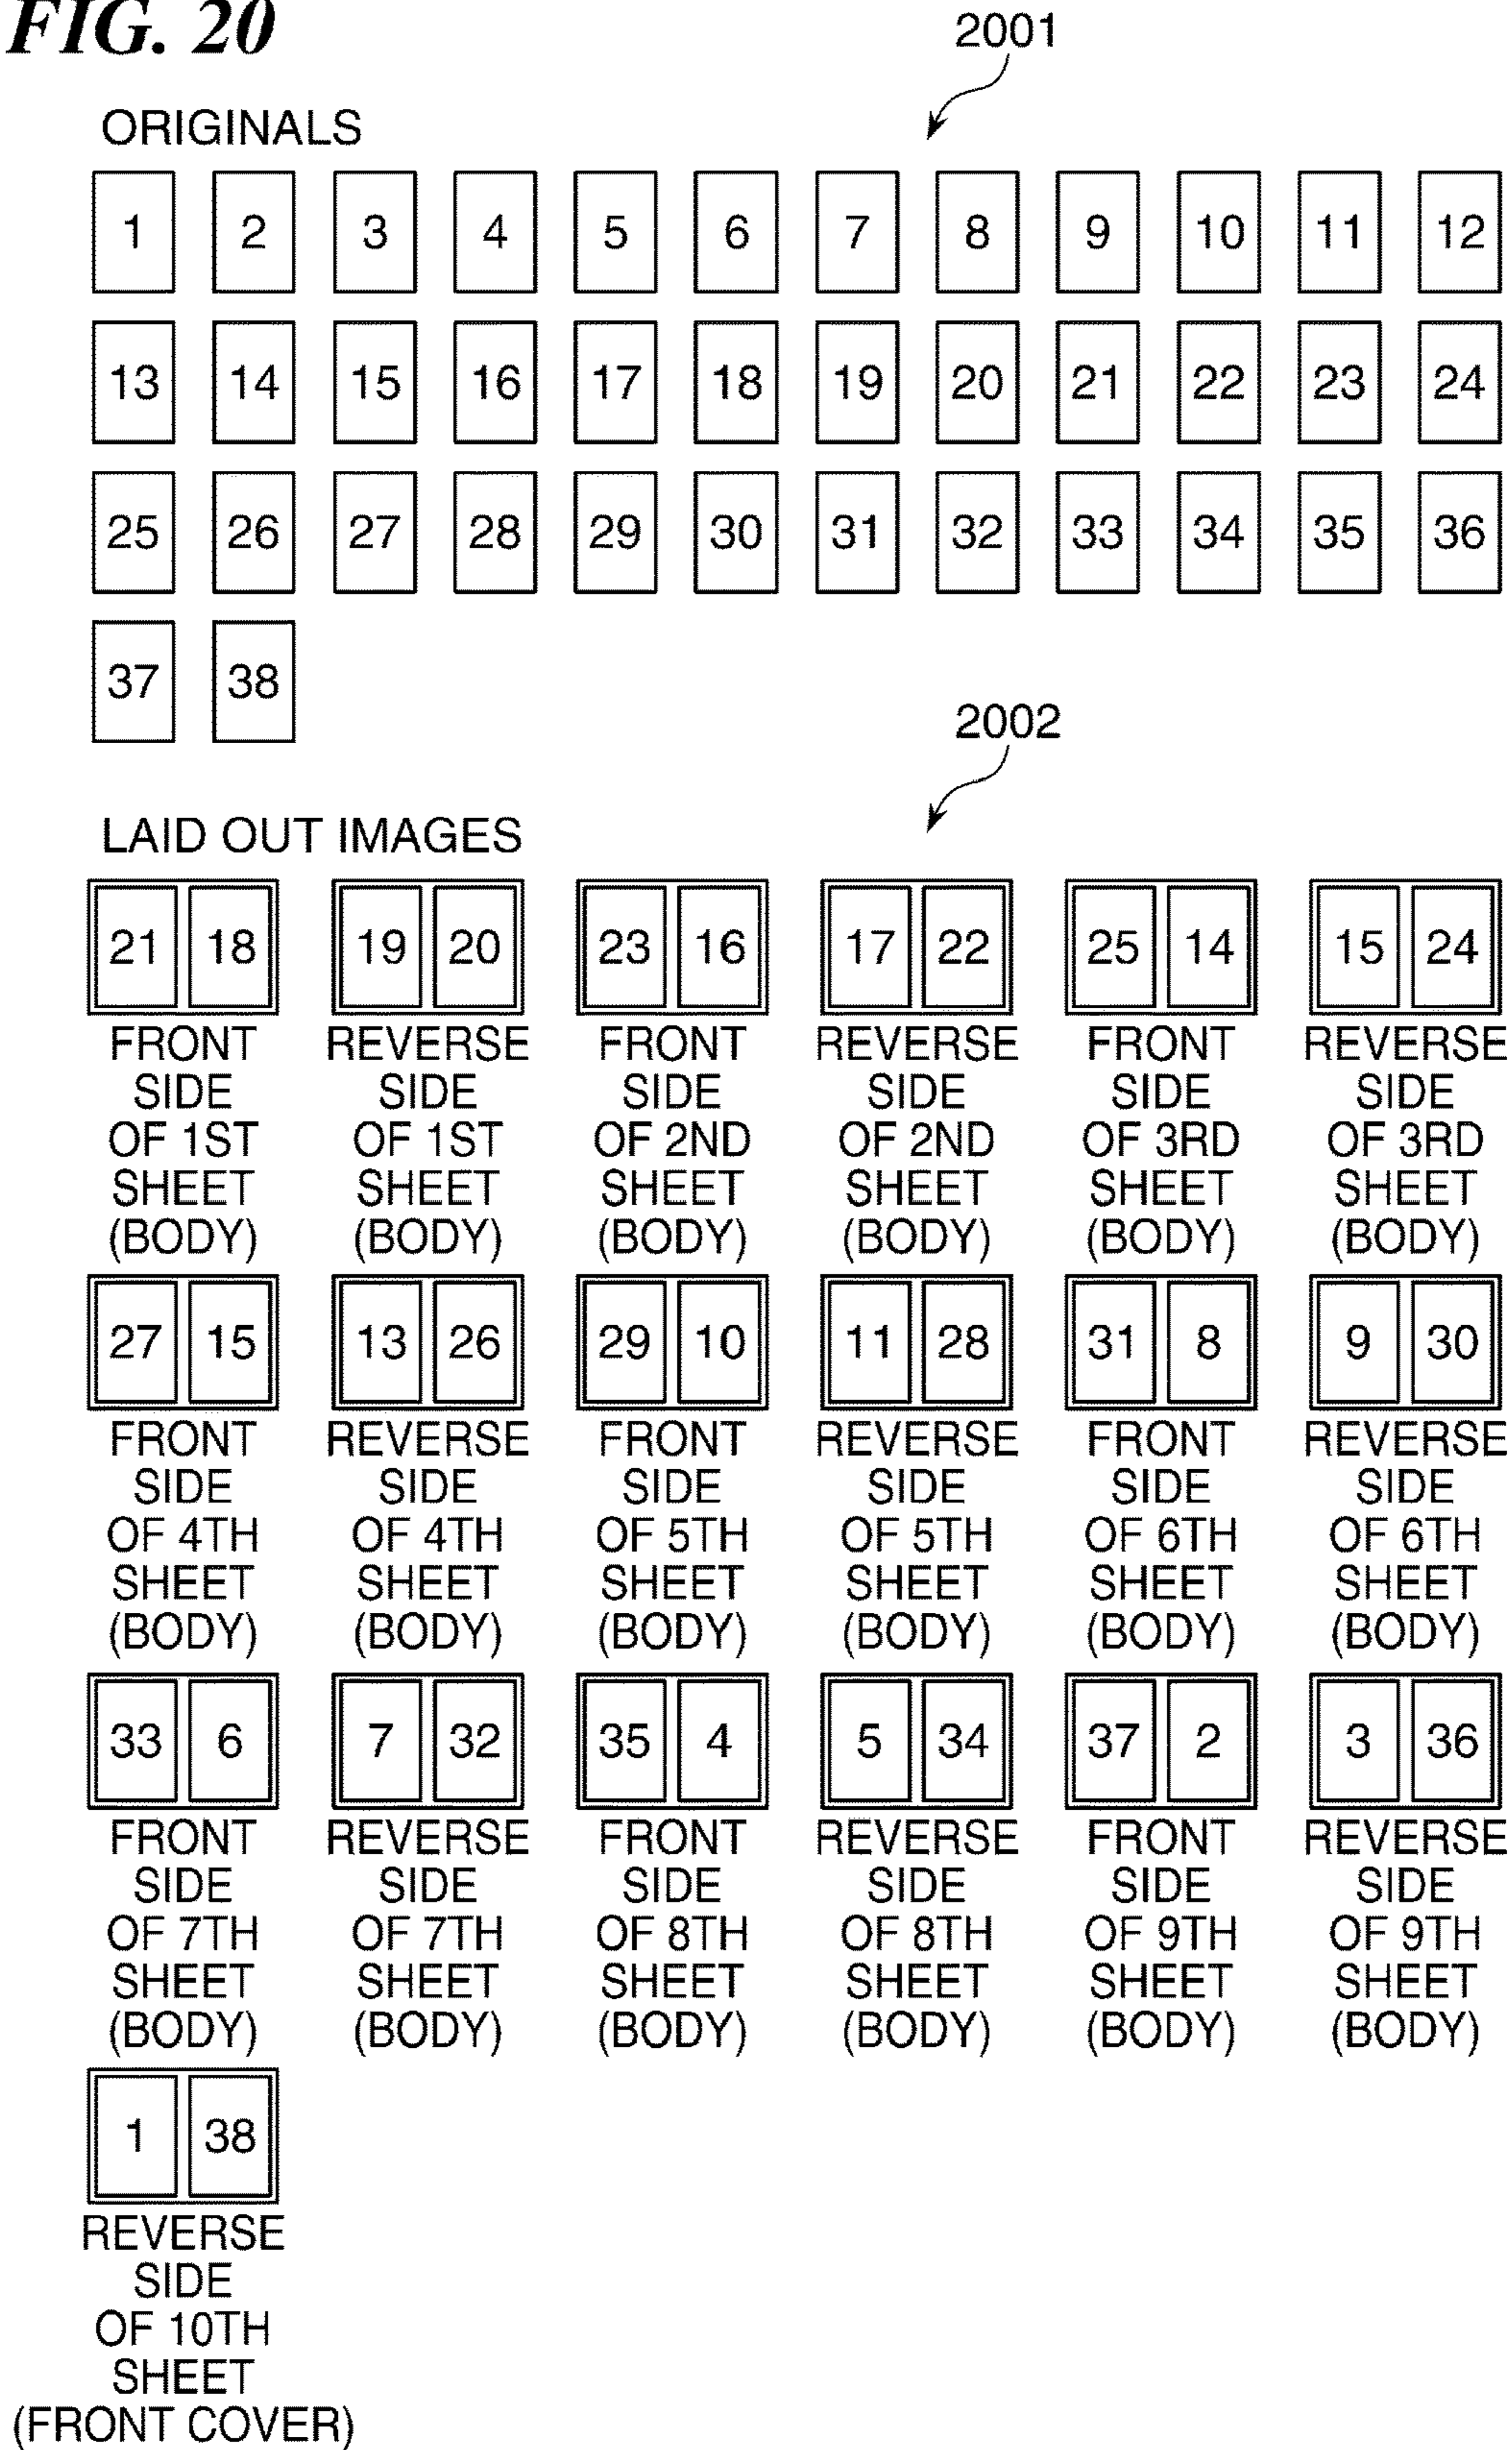 FIG. 20
2001
ORIGINALS
1 2 3 4 5 6 7 8 9 10 11 12
13 14 15 16 17 18 19 20 21 22 23 24
25 26 27 28 29 30 31 32 33 34 35 36
37 38
2002
LAID OUT IMAGES
21 18 19 20 23 16 17 22 25 14 15 24
FRONT REVERSE FRONT REVERSE FRONT REVERSE
SIDE SIDE SIDE SIDE SIDE SIDE
OF 1ST OF 1ST OF 2ND OF 2ND OF 3RD OF 3RD
SHEET SHEET SHEET SHEET SHEET SHEET
(BODY) (BODY) (BODY) (BODY) (BODY) (BODY)
27 15 13 26 29 10 11 28 31 8 9 30
FRONT REVERSE FRONT REVERSE FRONT REVERSE
SIDE SIDE SIDE SIDE SIDE SIDE
OF 4TH OF 4TH OF 5TH OF 5TH OF 6TH OF 6TH
SHEET SHEET SHEET SHEET SHEET SHEET
(BODY) (BODY) (BODY) (BODY) (BODY) (BODY)
33 6 7 32 35 4 5 34 37 2 3 36
FRONT REVERSE FRONT REVERSE FRONT REVERSE
SIDE SIDE SIDE SIDE SIDE SIDE
OF 7TH OF 7TH OF 8TH OF 8TH OF 9TH OF 9TH
SHEET SHEET SHEET SHEET SHEET SHEET
(BODY) (BODY) (BODY) (BODY) (BODY) (BODY)
1 38
REVERSE
SIDE
OF 10TH
SHEET
(FRONT COVER)